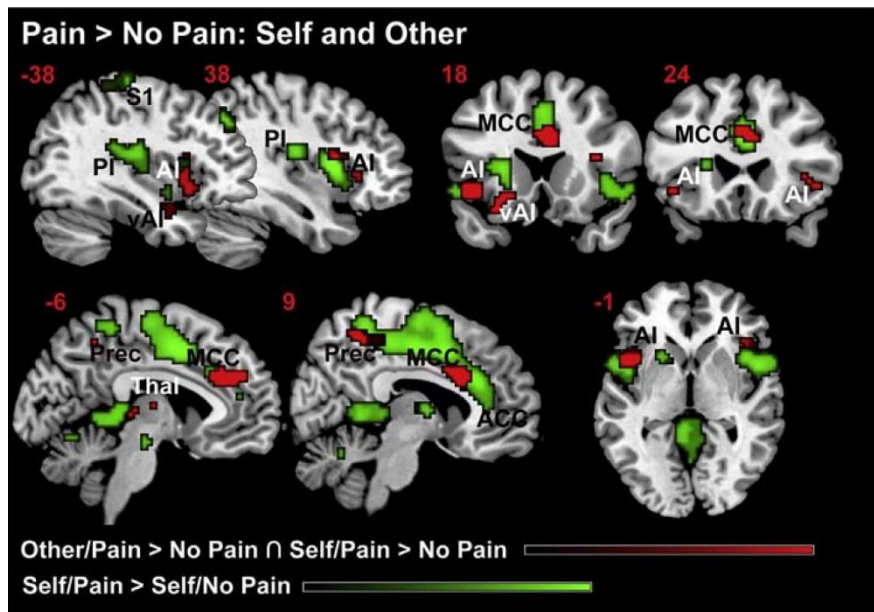 Pain > No Pain: Self and Other
-38
38
18
24
S1
PI
AI
vAI
PI
AI
MCC
AI
vAI
MCC
AI
AI
-6
9
-1
Prec
MCC
Thal
Prec
MCC
ACC
AI
AI
Other/Pain > No Pain ∩ Self/Pain > No Pain
Self/Pain > Self/No Pain